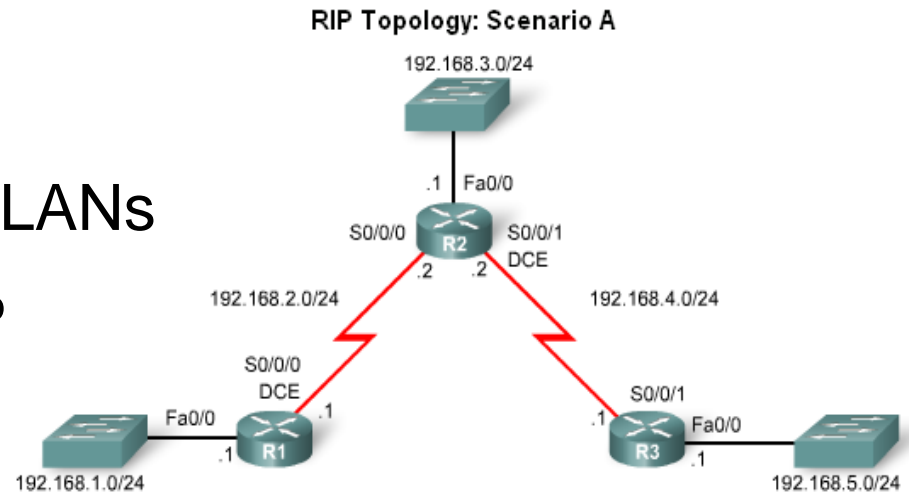 RIP Topology: Scenario A
192.168.3.0/24
.1 Fa0/0
LANs
S0/0/0
R2
S0/0/1
DCE
.2
.2
192.168.2.0/24
192.168.4.0/24
S0/0/0
DCE
.1
S0/0/1
.1
Fa0/0
.1
R1
R3
Fa0/0
.1
192.168.1.0/24
192.168.5.0/24